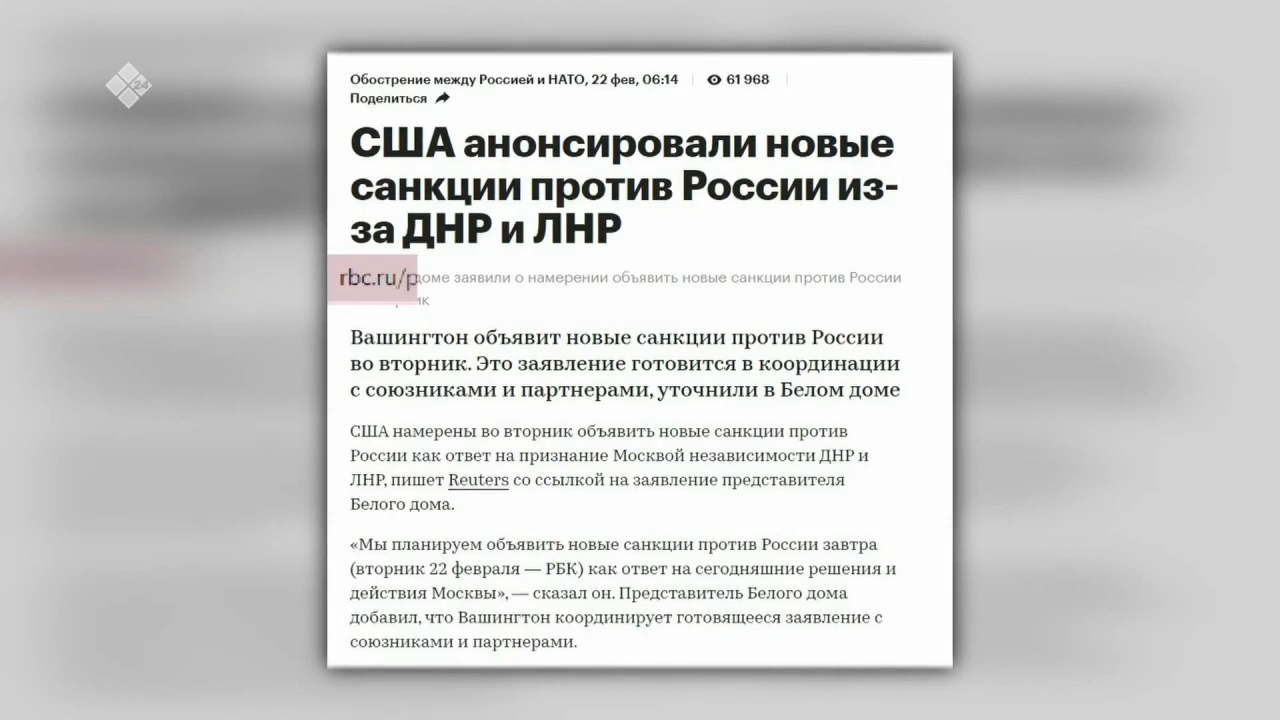 Обострение между Россией и НАТО, 22 фев, 06:14 61 968
Поделиться
США анонсировали новые
санкции против России из-
за ДНР и ЛНР
rbc.ru/p доме заявили о намерении объявить новые санкции против России
Вашингтон объявит новые санкции против России
во вторник. Это заявление готовится в координации
с союзниками и партнерами, уточнили в Белом доме
США намерены во вторник объявить новые санкции против
России как ответ на признание Москвой независимости ДНР и
ЛНР, пишет Reuters со ссылкой на заявление представителя
Белого дома.
«Мы планируем объявить новые санкции против России завтра
(вторник 22 февраля — РБК) как ответ на сегодняшние решения и
действия Москвы», — сказал он. Представитель Белого дома
добавил, что Вашингтон координирует готовящееся заявление с
союзниками и партнерами.